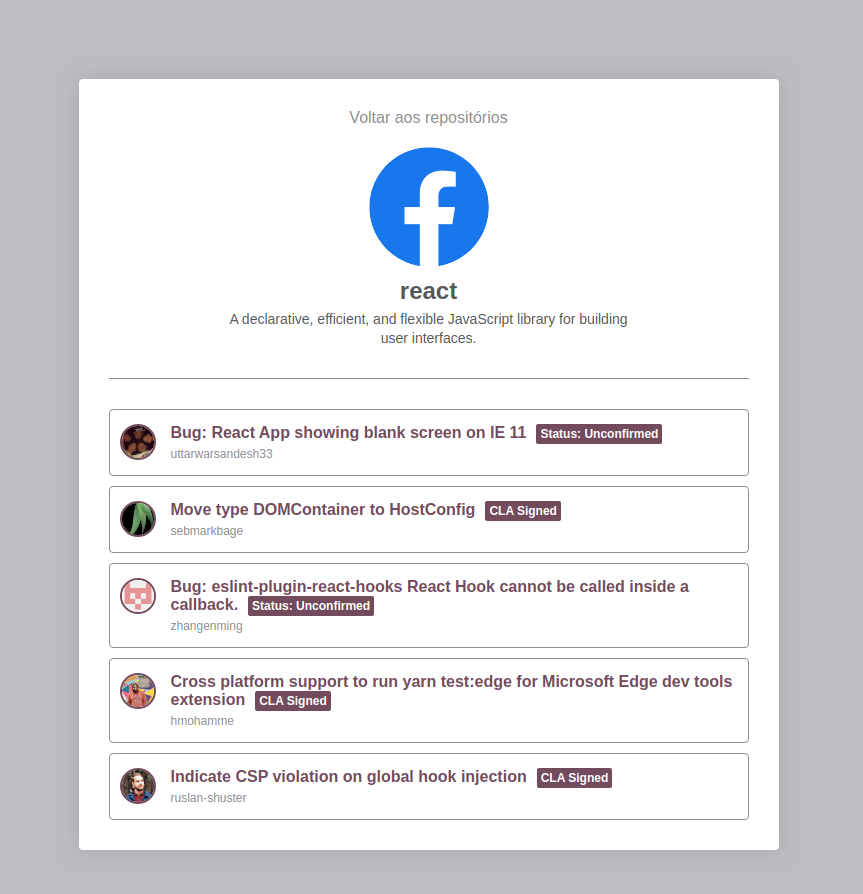 Voltar aos repositórios
react
A declarative, efficient, and flexible JavaScript library for building
user interfaces.
Bug: React App showing blank screen on IE 11 Status: Unconfirmed
uttarwarsandesh33
Move type DOMContainer to HostConfig CLA Signed
sebmarkbage
Bug: eslint-plugin-react-hooks React Hook cannot be called inside a
callback. Status: Unconfirmed
zhangenming
Cross platform support to run yarn test:edge for Microsoft Edge dev tools
extension CLA Signed
hmohamme
Indicate CSP violation on global hook injection CLA Signed
ruslan-shuster